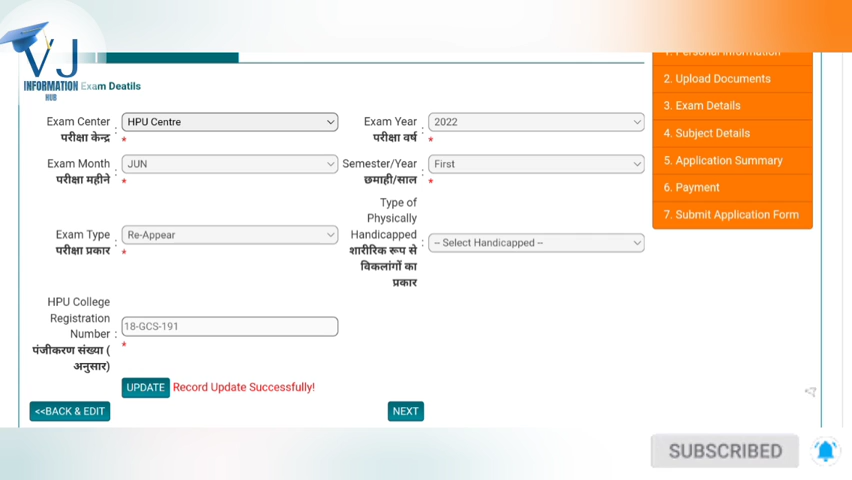 VJ
INFORMATION
HUB
Exam Deatils
Exam Center
परीक्षा केन्द्र
:
*
HPU Centre
Exam Year
परीक्षा वर्ष
:
*
2022
Exam Month
परीक्षा महीने
:
*
JUN
Semester/Year
छमाही/साल
:
*
First
Exam Type
परीक्षा प्रकार
:
*
Re-Appear
Type of
Physically
Handicapped
शारीरिक रूप से
विकलांगों का
प्रकार
:
-- Select Handicapped --
HPU College
Registration
Number
पंजीकरण संख्या (
अनुसार)
:
*
18-GCS-191
UPDATE Record Update Successfully!
<<BACK & EDIT
NEXT
1. Personal Information
2. Upload Documents
3. Exam Details
4. Subject Details
5. Application Summary
6. Payment
7. Submit Application Form
SUBSCRIBED